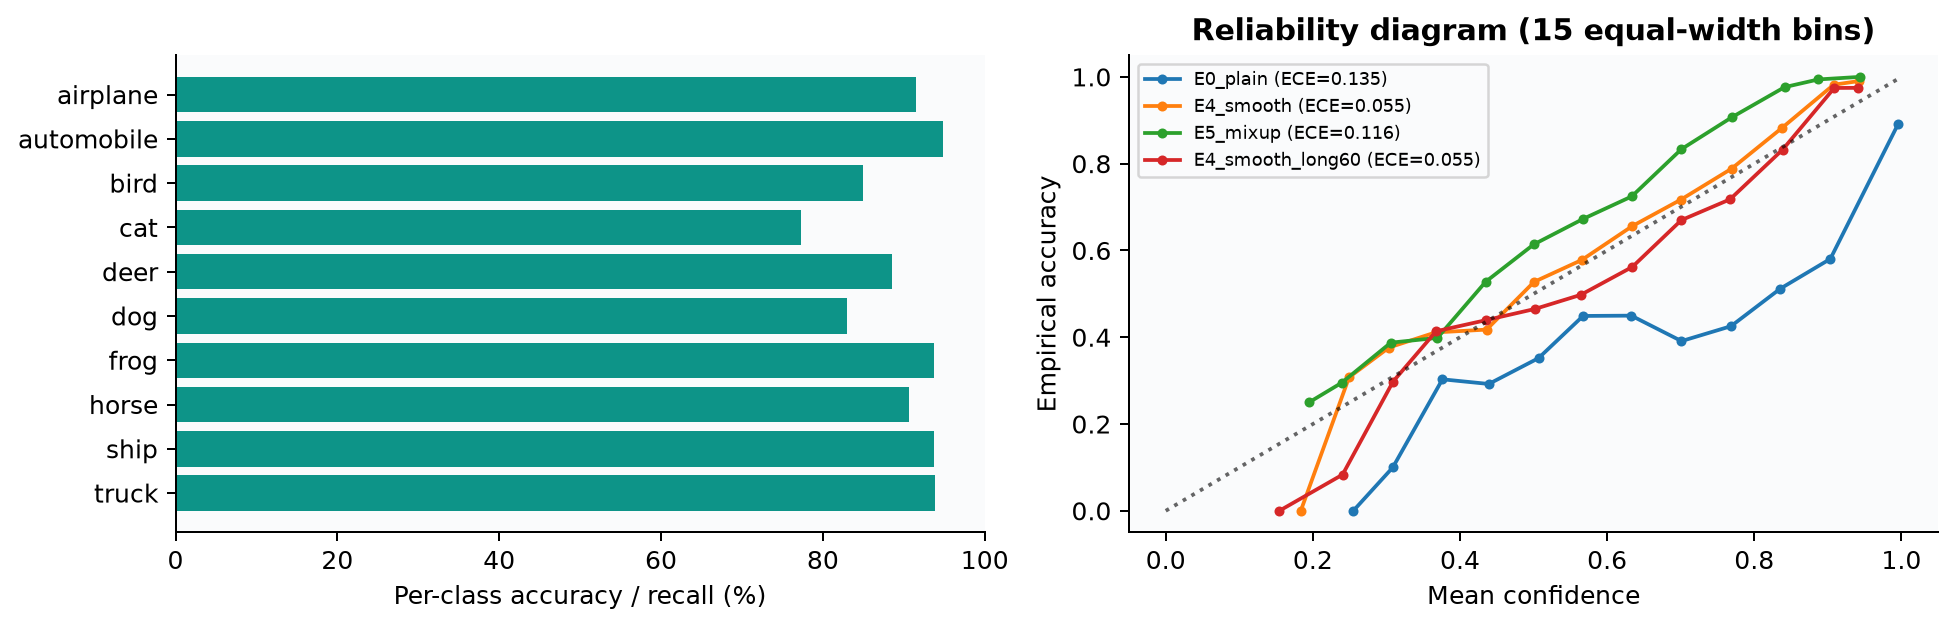 airplane
automobile
bird
cat
deer
dog
frog
horse
ship
truck
0 20 40 60 80 100
Per-class accuracy / recall (%)
Reliability diagram (15 equal-width bins)
E0_plain (ECE=0.135)
E4_smooth (ECE=0.055)
E5_mixup (ECE=0.116)
E4_smooth_long60 (ECE=0.055)
Empirical accuracy
1.0
0.8
0.6
0.4
0.2
0.0
0.0 0.2 0.4 0.6 0.8 1.0
Mean confidence